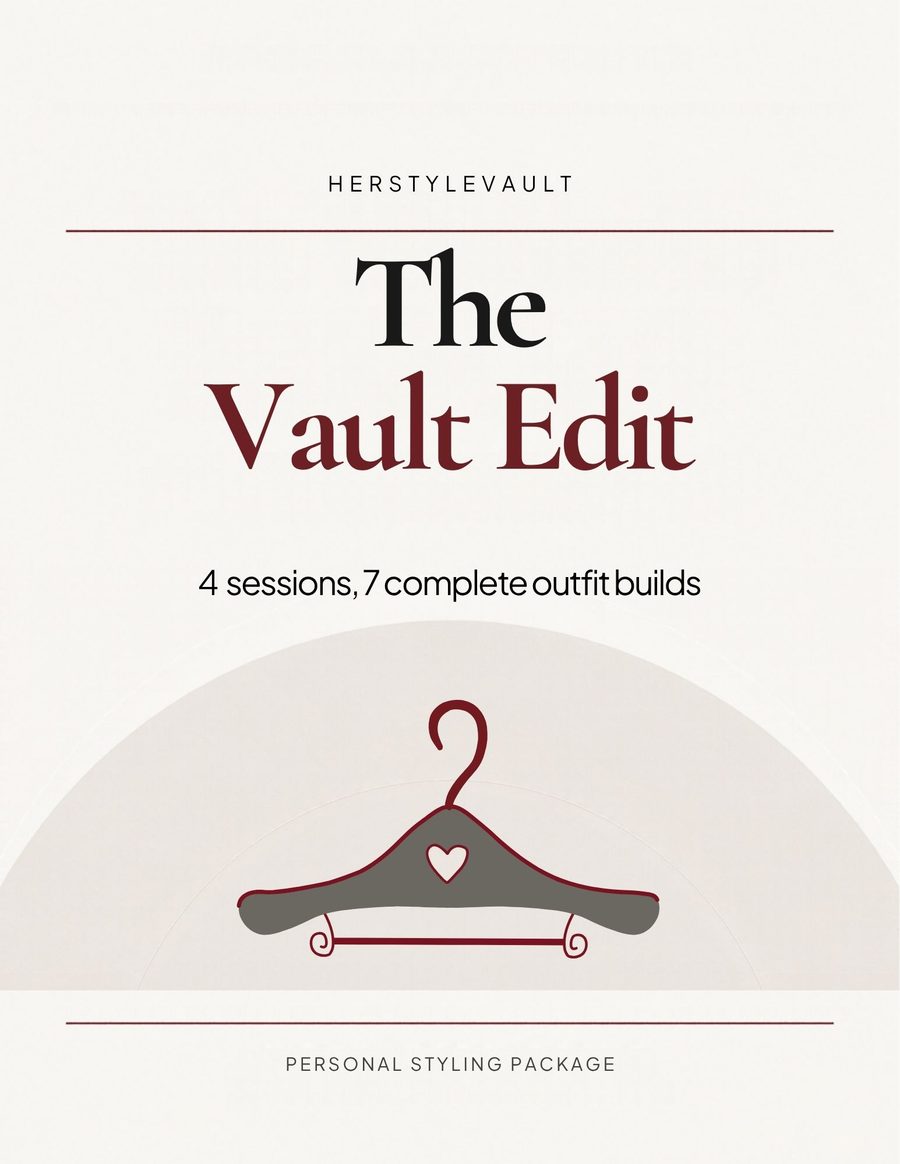 HERSTYLEVAULT
The
Vault Edit
4 sessions, 7 complete outfit builds
PERSONAL STYLING PACKAGE